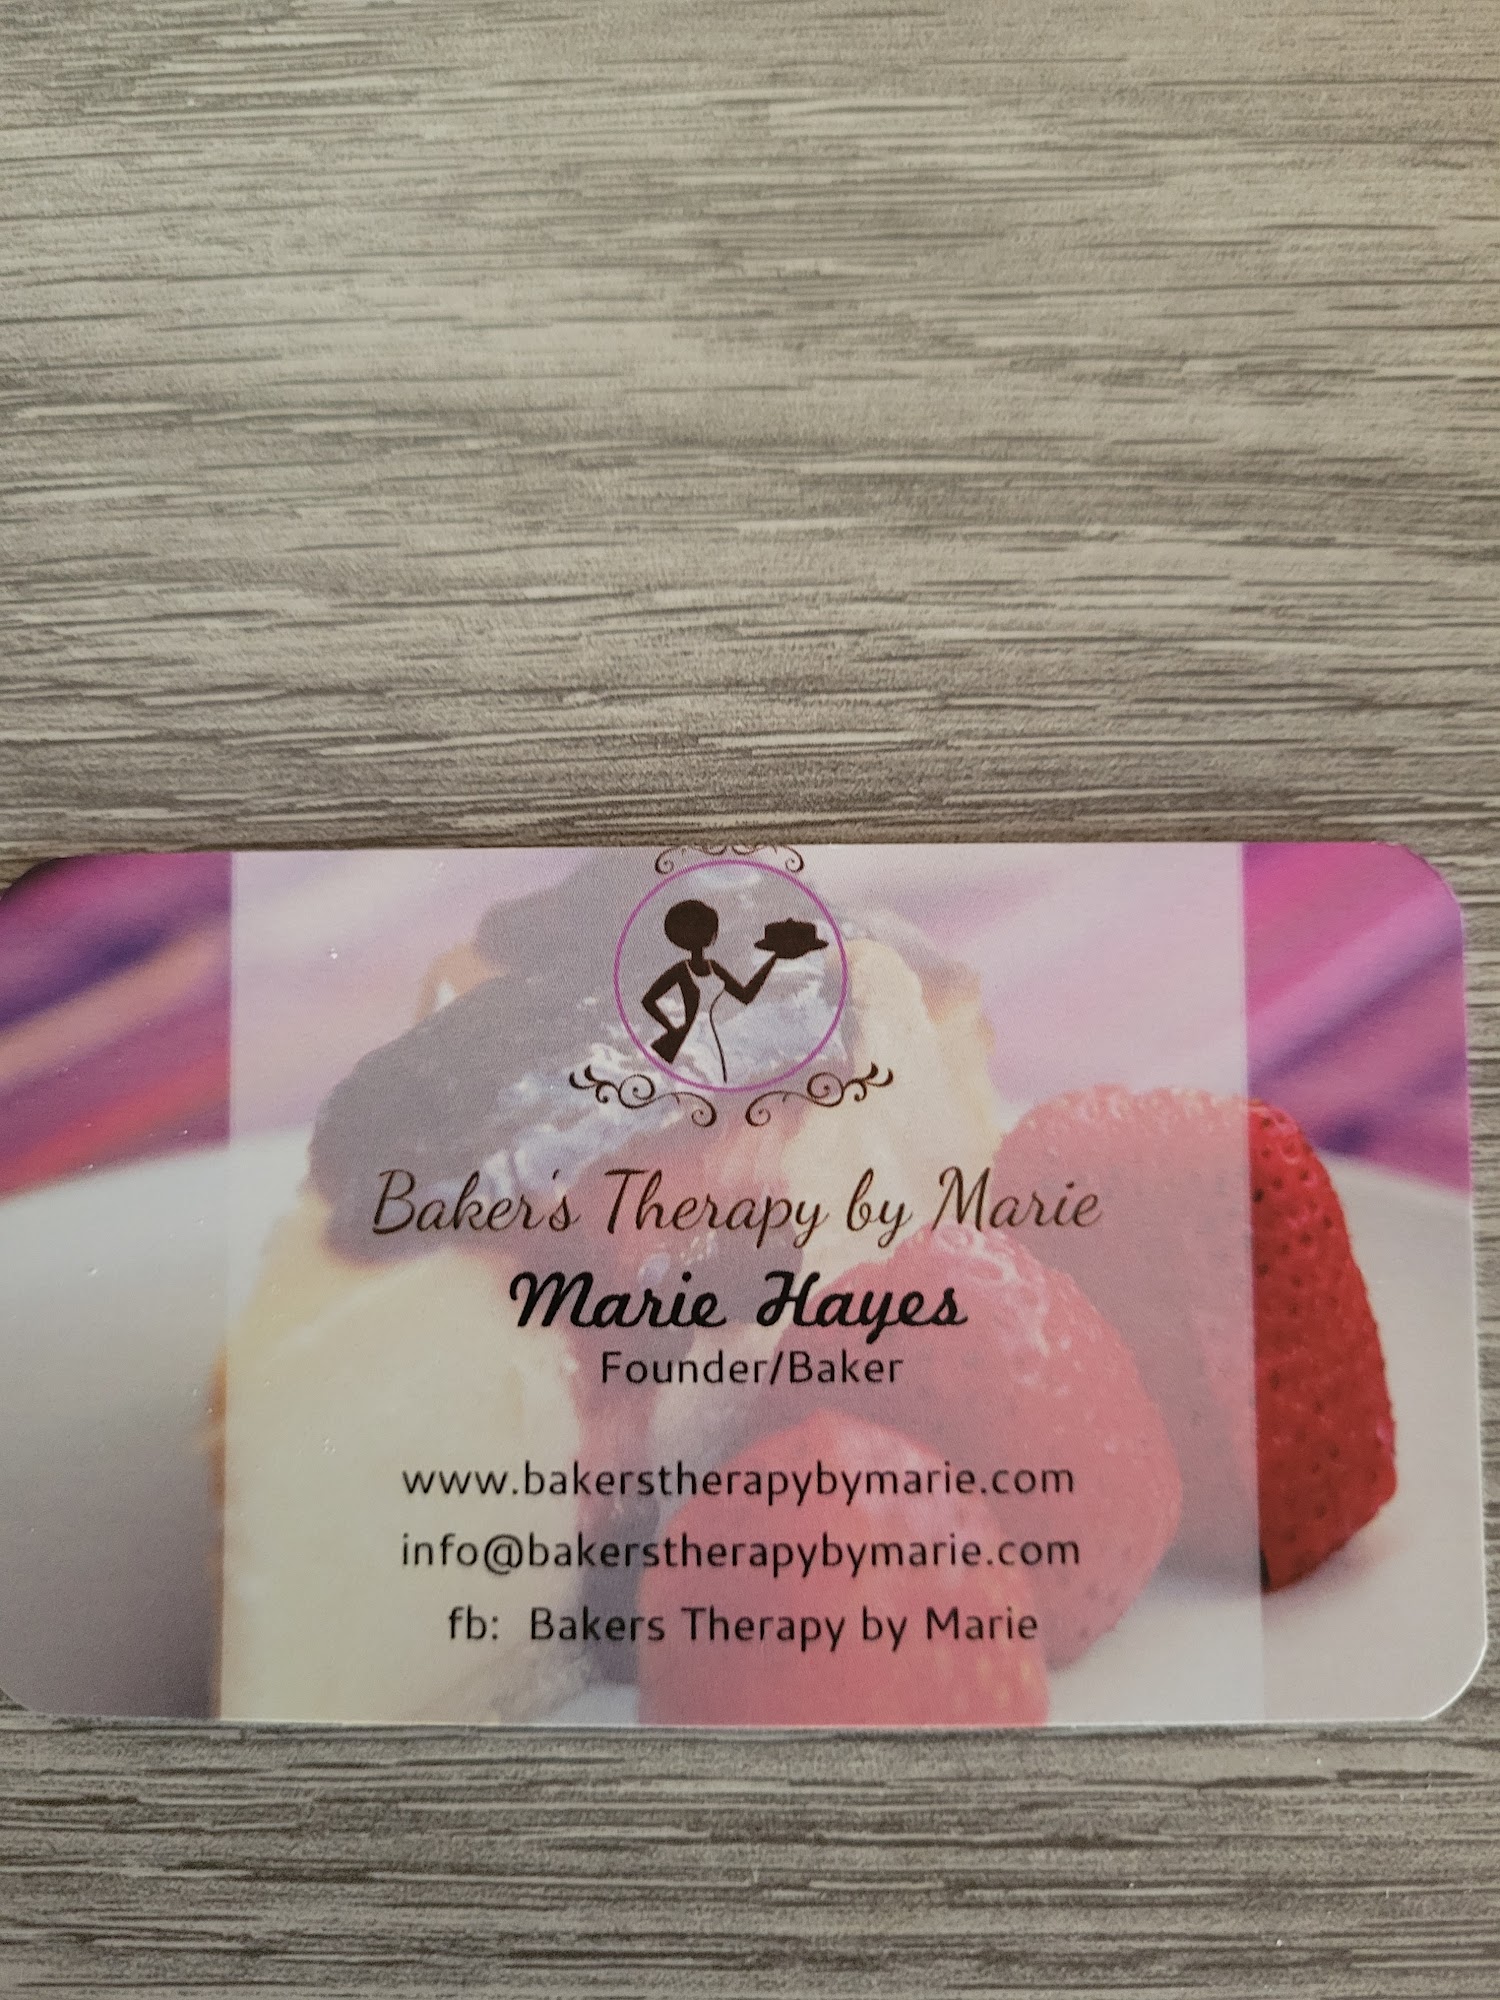 Baker's Therapy by Marie
Marie Hayes
Founder/Baker
www.bakerstherapybymarie.com
info@bakerstherapybymarie.com
fb: Bakers Therapy by Marie